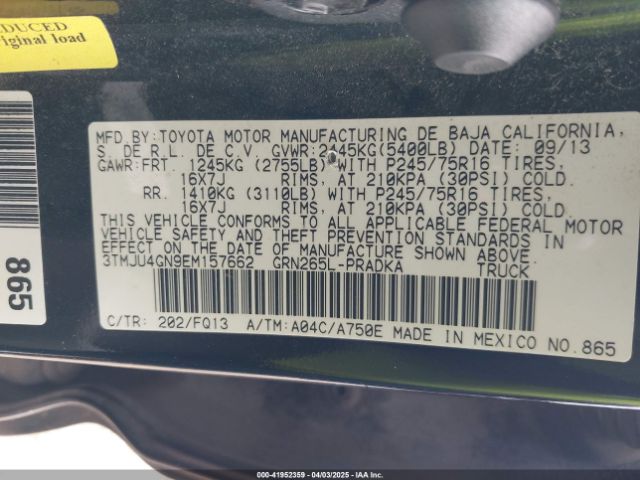 DUCED
riginal load
865
MFD.BY:TOYOTA MOTOR MANUFACTURING DE BAJA CALIFORNIA,
S. DE R.L. DE C.V. GVWR:2445KG(5400LB) DATE: 09/13
GAWR:FRT. 1245KG (2755LB) WITH P245/75R16 TIRES,
16X7J RIMS, AT 210KPA (30PSI) COLD.
RR. 1410KG (3110LB) WITH P245/75R16 TIRES,
16X7J RIMS, AT 210KPA (30PSI) COLD.
THIS VEHICLE CONFORMS TO ALL APPLICABLE FEDERAL MOTOR
VEHICLE SAFETY AND THEFT PREVENTION STANDARDS IN
EFFECT ON THE DATE OF MANUFACTURE SHOWN ABOVE.
3TMJU4GN9EM157662 GRN265L-PRADKA TRUCK
C/TR: 202/FQ13 A/TM:A04C/A750E MADE IN MEXICO NO.865
000-41952359 - 04/03/2025 - IAAI.COM